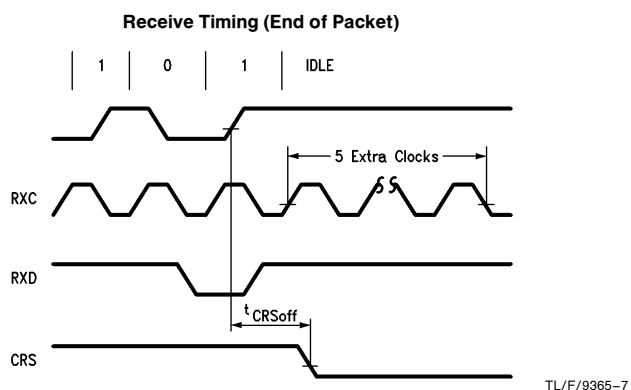 Receive Timing (End of Packet)
1 0 1 IDLE
5 Extra Clocks
RXC
RXD
tCRSoff
CRS
TL/F/9365–7